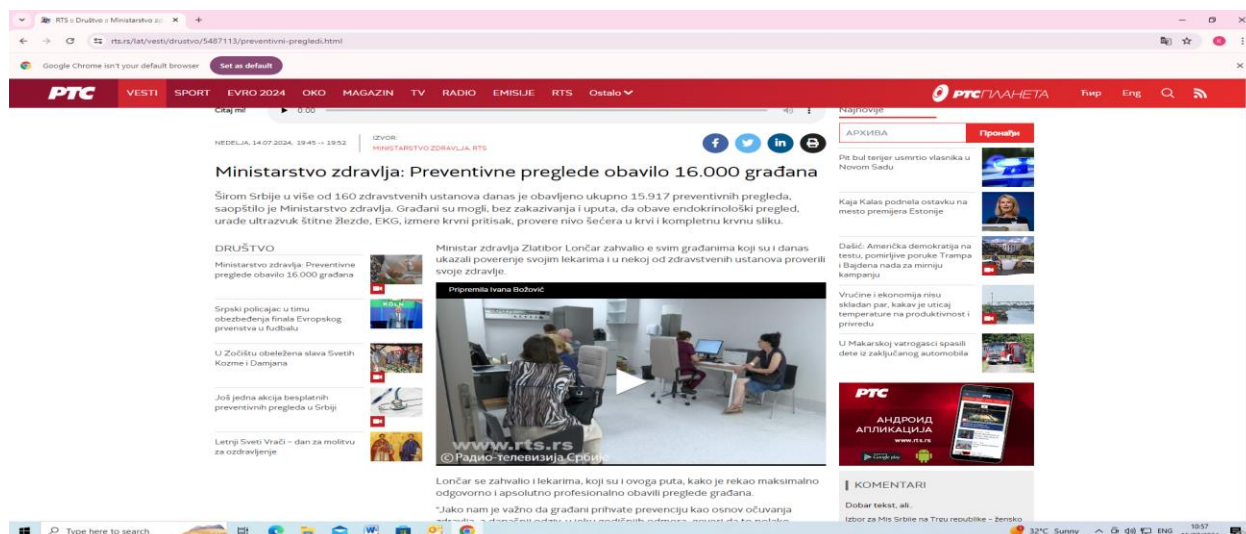 RTS :: Društvo :: Ministarstvo zd
rts.rs/lat/vesti/drustvo/5487113/preventivni-pregledi.html
Google Chrome isn't your default browser
Set as default
РТС
VESTI SPORT EVRO 2024 OKO MAGAZIN TV RADIO EMISIJE RTS Ostalo
РТС ПЛАНЕТА Ћир Eng
Čitaj mi!
0:00
NEDELJA, 14.07.2024, 19:45 -> 19:52
IZVOR:
MINISTARSTVO ZDRAVLJA, RTS
Ministarstvo zdravlja: Preventivne preglede obavilo 16.000 građana
Širom Srbije u više od 160 zdravstvenih ustanova danas je obavljeno ukupno 15.917 preventivnih pregleda,
saopštilo je Ministarstvo zdravlja. Građani su mogli, bez zakazivanja i uputa, da obave endokrinološki pregled,
urade ultrazvuk štitne žlezde, EKG, izmere krvni pritisak, provere nivo šećera u krvi i kompletnu krvnu sliku.
DRUŠTVO
Ministarstvo zdravlja: Preventivne
preglede obavilo 16.000 građana
Srpski policajac u timu
obezbeđenja finala Evropskog
prvenstva u fudbalu
U Zočištu obeležena slava Svetih
Kozme i Damjana
Još jedna akcija besplatnih
preventivnih pregleda u Srbiji
Letnji Sveti Vrači – dan za molitvu
za ozdravljenje
Ministar zdravlja Zlatibor Lončar zahvalio e svim građanima koji su i danas
ukazali poverenje svojim lekarima i u nekoj od zdravstvenih ustanova proverili
svoje zdravlje.
Pripremila Ivana Božović
www.rts.rs
©Радио-телевизија Србије
Lončar se zahvalio i lekarima, koji su i ovoga puta, kako je rekao maksimalno
odgovorno i apsolutno profesionalno obavili preglede građana.
"Jako nam je važno da građani prihvate prevenciju kao osnov očuvanja
zdravlja, a današnji odziv, u jeku godišnjih odmora, govori da to polako
Najnovije
АРХИВА
Пронађи
Pit bul terijer usmrtio vlasnika u
Novom Sadu
Kaja Kalas podnela ostavku na
mesto premijera Estonije
Dašić: Američka demokratija na
testu, pomirljive poruke Trampa
i Bajdena nada za mirniju
kampanju
Vrućine i ekonomija nisu
skladan par, kakav je uticaj
temperature na produktivnost i
privredu
U Makarskoj vatrogasci spasili
dete iz zaključanog automobila
РТС
АНДРОИД
АПЛИКАЦИЈА
www.rts.rs
Google play
KOMENTARI
Dobar tekst, ali..
Izbor za Mis Srbije na Trgu republike – žensko
Type here to search
32°C Sunny
ENG
10:57